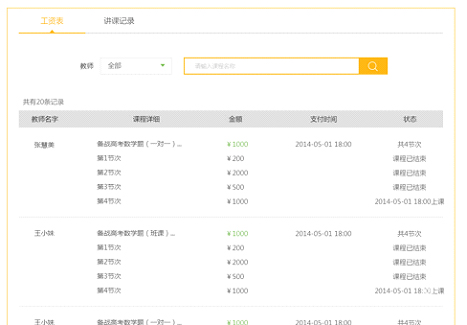 工资表 讲课记录
教师 全部 请输入课程名称
共有20条记录
教师名字 课程详细 金额 支付时间 状态
张慧美 备战高考数学题（一对一）... ￥1000 2014-05-01 18:00 共4节次
第1节次 ￥200 课程已结束
第2节次 ￥2000 课程已结束
第3节次 ￥500 课程已结束
第4节次 ￥1000 2014-05-01 18:00上课
王小妹 备战高考数学题（班课）... ￥1000 2014-05-01 18:00 共4节次
第1节次 ￥200 课程已结束
第2节次 ￥2000 课程已结束
第3节次 ￥500 课程已结束
第4节次 ￥1000 2014-05-01 18: 上课
王小妹 备战高考数学题（一对一）... ￥1000 2014-05-01 18:00 共4节次